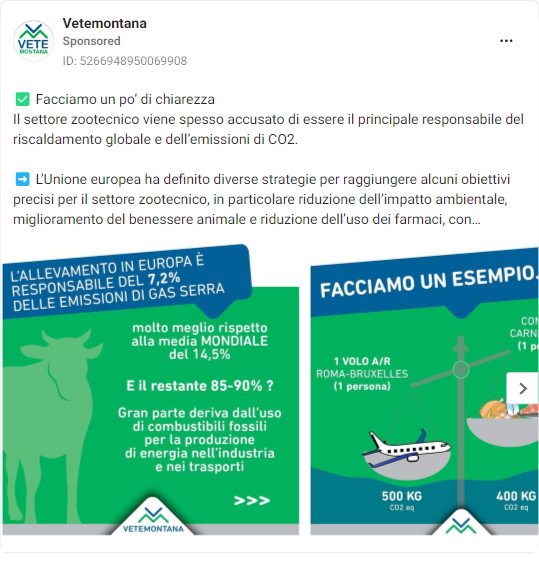 Vetemontana
Sponsored
ID: 5266948950069908
VETE
MONTANA
✅ Facciamo un po’ di chiarezza
Il settore zootecnico viene spesso accusato di essere il principale responsabile del
riscaldamento globale e dell’emissioni di CO2.
➡️ L’Unione europea ha definito diverse strategie per raggiungere alcuni obiettivi
precisi per il settore zootecnico, in particolare riduzione dell’impatto ambientale,
miglioramento del benessere animale e riduzione dell’uso dei farmaci, con...
L’ALLEVAMENTO IN EUROPA È
RESPONSABILE DEL 7,2%
DELLE EMISSIONI DI GAS SERRA
molto meglio rispetto
alla media MONDIALE
del 14,5%
E il restante 85-90% ?
Gran parte deriva dall’uso
di combustibili fossili
per la produzione
di energia nell’industria
e nei trasporti
>>>
VETEMONTANA
FACCIAMO UN ESEMPIO.
1 VOLO A/R
ROMA-BRUXELLES
(1 persona)
CON
CARN
(1 p
500 KG
CO2 eq
400 KG
CO2 eq